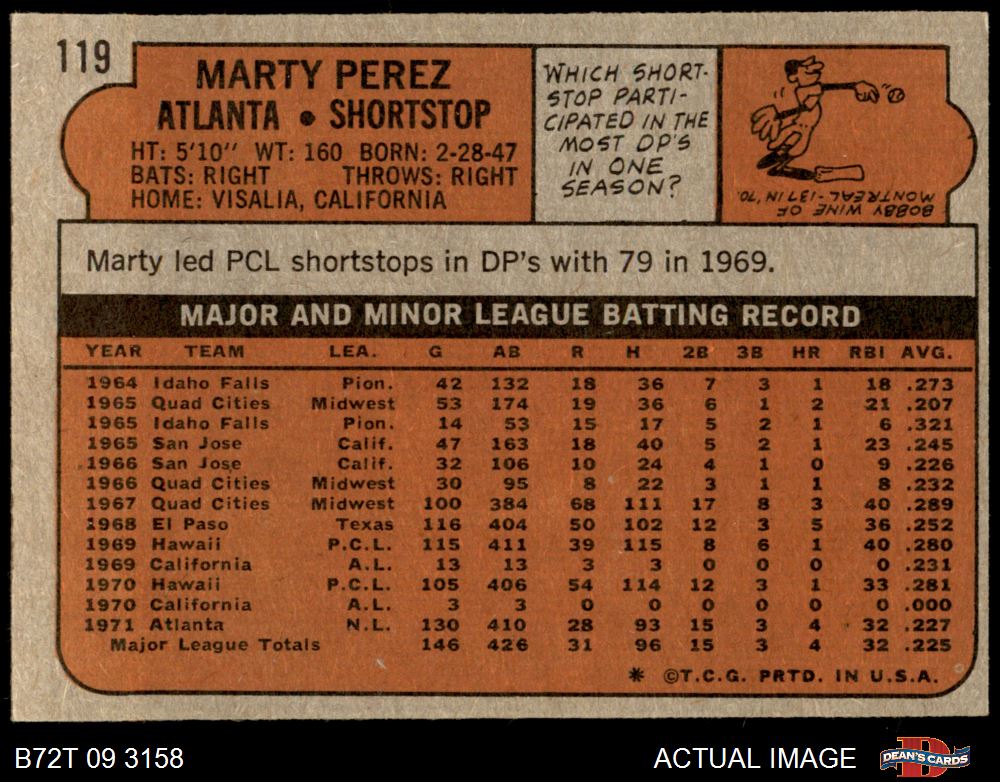 119
MARTY PEREZ
ATLANTA • SHORTSTOP
HT: 5'10" WT: 160 BORN: 2-28-47
BATS: RIGHT THROWS: RIGHT
HOME: VISALIA, CALIFORNIA
WHICH SHORT-
STOP PARTI-
CIPATED IN THE
MOST DP'S
IN ONE
SEASON?
BOBBY WINE OF
MONTREAL-137 IN '70.
Marty led PCL shortstops in DP's with 79 in 1969.
MAJOR AND MINOR LEAGUE BATTING RECORD
YEAR TEAM LEA. G AB R H 2B 3B HR RBI AVG.
1964 Idaho Falls Pion. 42 132 18 36 7 3 1 18 .273
1965 Quad Cities Midwest 53 174 19 36 6 1 2 21 .207
1965 Idaho Falls Pion. 14 53 15 17 5 2 1 6 .321
1965 San Jose Calif. 47 163 18 40 5 2 1 23 .245
1966 San Jose Calif. 32 106 10 24 4 1 0 9 .226
1966 Quad Cities Midwest 30 95 8 22 3 1 1 8 .232
1967 Quad Cities Midwest 100 384 68 111 17 8 3 40 .289
1968 El Paso Texas 116 404 50 102 12 3 5 36 .252
1969 Hawaii P.C.L. 115 411 39 115 8 6 1 40 .280
1969 California A.L. 13 13 3 3 0 0 0 0 .231
1970 Hawaii P.C.L. 105 406 54 114 12 3 1 33 .281
1970 California A.L. 3 3 0 0 0 0 0 0 .000
1971 Atlanta N.L. 130 410 28 93 15 3 4 32 .227
Major League Totals 146 426 31 96 15 3 4 32 .225
* ©T.C.G. PRTD. IN U.S.A.
B72T 09 3158 ACTUAL IMAGE DEAN'S CARDS